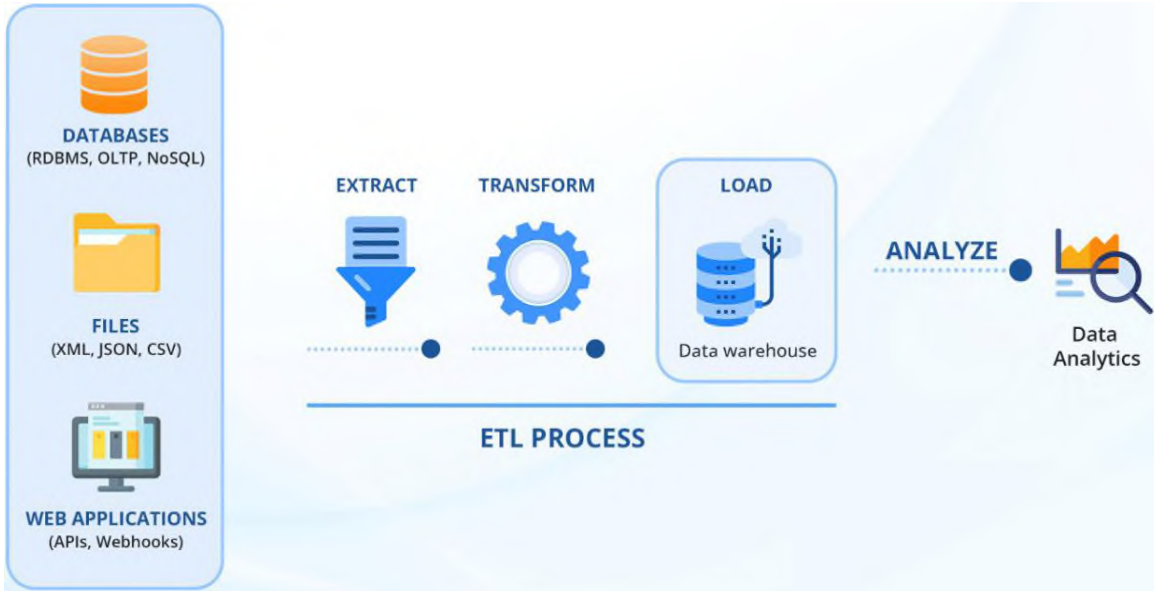 DATABASES
(RDBMS, OLTP, NoSQL)
FILES
(XML, JSON, CSV)
WEB APPLICATIONS
(APIs, Webhooks)
EXTRACT
TRANSFORM
LOAD
Data warehouse
ETL PROCESS
ANALYZE
Data
Analytics